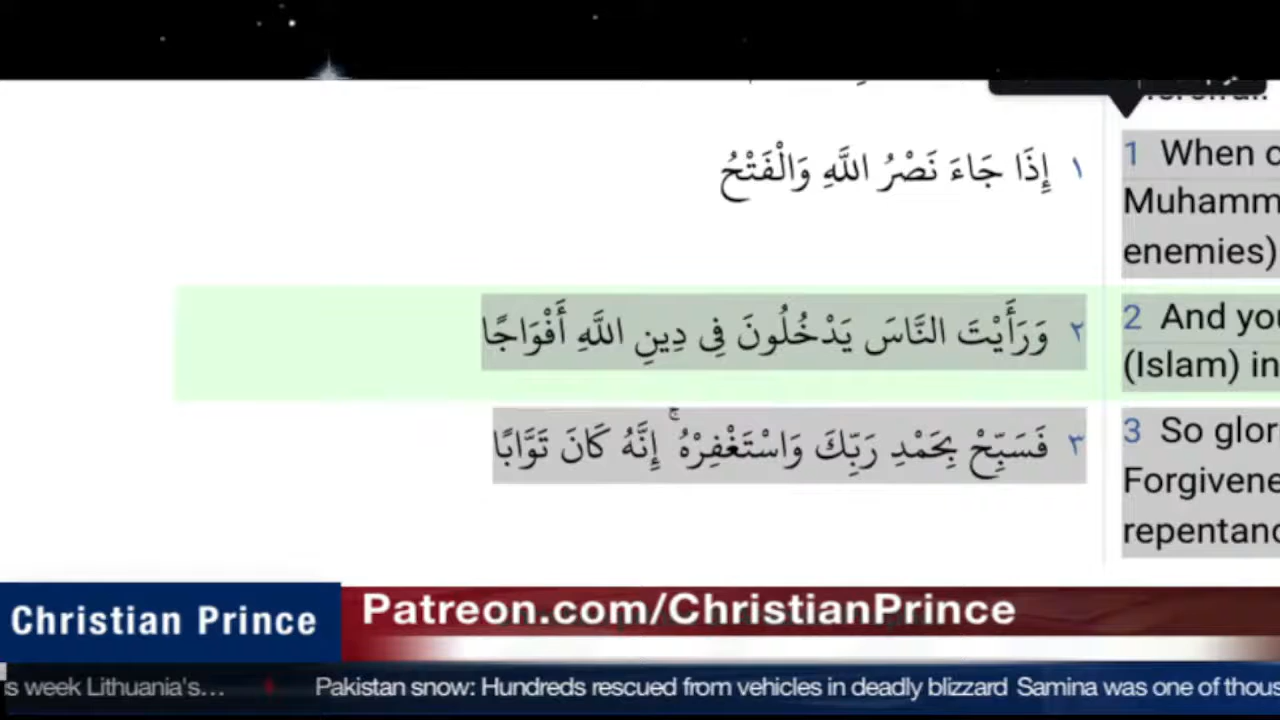 ١ إِذَا جَاءَ نَصْرُ اللَّهِ وَالْفَتْحُ
1 When
Muhamm
enemies)
٢ وَرَأَيْتَ النَّاسَ يَدْخُلُونَ فِى دِينِ اللَّهِ أَفْوَاجًا
2 And you
(Islam) in
٣ فَسَبِّحْ بِحَمْدِ رَبِّكَ وَاسْتَغْفِرْهُ ۚ إِنَّهُ كَانَ تَوَّابًا
3 So glor
Forgivene
repentanc
Christian Prince
Patreon.com/ChristianPrince
s week Lithuania's... Pakistan snow: Hundreds rescued from vehicles in deadly blizzard Samina was one of thous